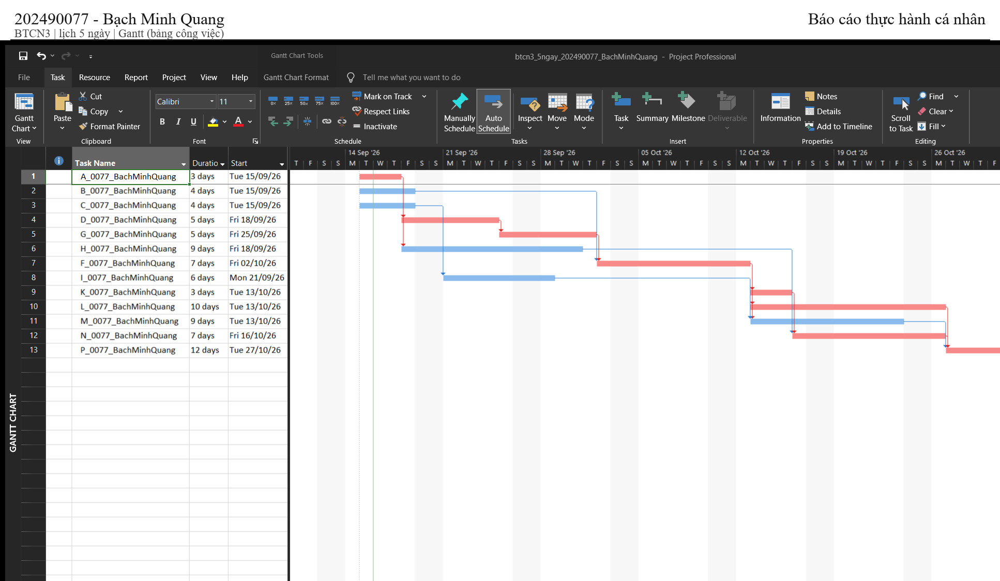 202490077 - Bạch Minh Quang
Báo cáo thực hành cá nhân
BTCN3 | lịch 5 ngày | Gantt (bảng công việc)
Gantt Chart Tools
btcn3_5ngay_202490077_BachMinhQuang - Project Professional
File Task Resource Report Project View Help Gantt Chart Format Tell me what you want to do
Gantt Chart
View
Paste
Cut
Copy
Format Painter
Clipboard
Calibri 11
B I U A
Font
0% 25% 50% 75% 100%
Mark on Track
Respect Links
Inactivate
Schedule
Manually Schedule
Auto Schedule
Inspect Move Mode
Tasks
Task Summary Milestone Deliverable
Insert
Information
Notes
Details
Add to Timeline
Properties
Scroll to Task
Find
Clear
Fill
Editing
Task Name Duratio Start
14 Sep '26 21 Sep '26 28 Sep '26 05 Oct '26 12 Oct '26 19 Oct '26 26 Oct '26
T F S S M T W T F S S M T W T F S S M T W T F S S M T W T F S S M T W T F S S M T W T F S S M T W T F
1 A_0077_BachMinhQuang 3 days Tue 15/09/26
2 B_0077_BachMinhQuang 4 days Tue 15/09/26
3 C_0077_BachMinhQuang 4 days Tue 15/09/26
4 D_0077_BachMinhQuang 5 days Fri 18/09/26
5 G_0077_BachMinhQuang 5 days Fri 25/09/26
6 H_0077_BachMinhQuang 9 days Fri 18/09/26
7 F_0077_BachMinhQuang 7 days Fri 02/10/26
8 I_0077_BachMinhQuang 6 days Mon 21/09/26
9 K_0077_BachMinhQuang 3 days Tue 13/10/26
10 L_0077_BachMinhQuang 10 days Tue 13/10/26
11 M_0077_BachMinhQuang 9 days Tue 13/10/26
12 N_0077_BachMinhQuang 7 days Fri 16/10/26
13 P_0077_BachMinhQuang 12 days Tue 27/10/26
GANTT CHART